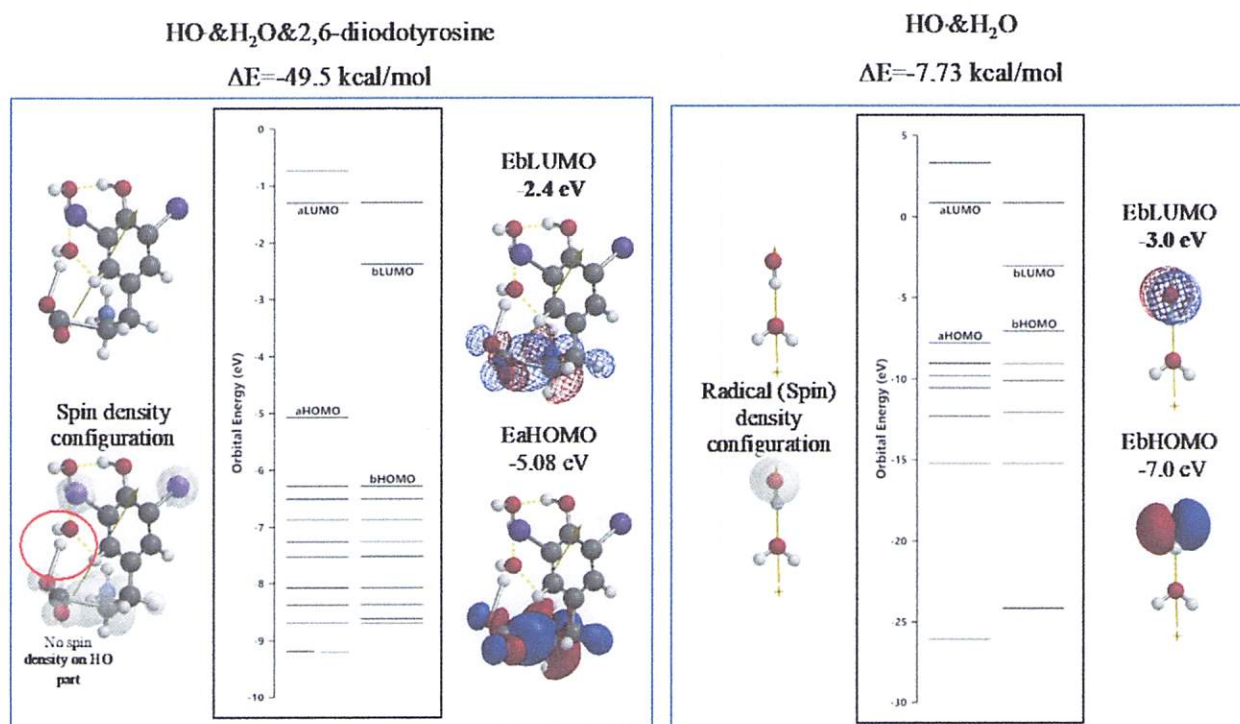 HO·&H₂O&2,6-diiodotyrosine
ΔE=-49.5 kcal/mol
0
-1
-2
-3
-4
-5
-6
-7
-8
-9
-10
Orbital Energy (eV)
aLUMO
bLUMO
aHOMO
bHOMO
Spin density
configuration
No spin
density on HO
part
EbLUMO
-2.4 eV
EaHOMO
-5.08 eV
HO·&H₂O
ΔE=-7.73 kcal/mol
Radical (Spin)
density
configuration
5
0
-5
-10
-15
-20
-25
-30
Orbital Energy (eV)
aLUMO
bLUMO
aHOMO
bHOMO
EbLUMO
-3.0 eV
EbHOMO
-7.0 eV